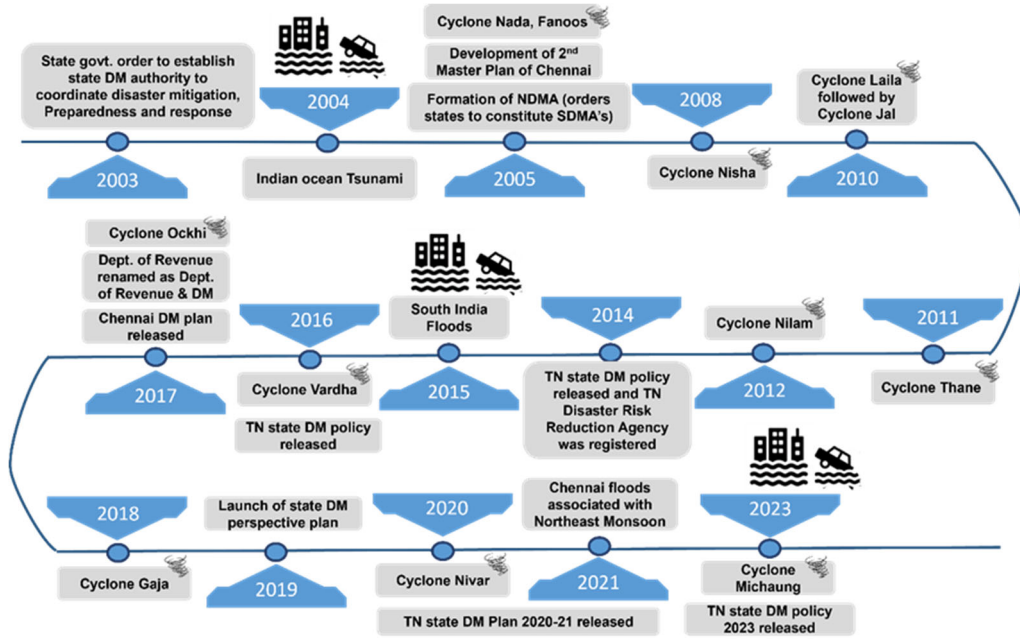 State govt. order to establish
state DM authority to
coordinate disaster mitigation,
Preparedness and response
2003
2004
Indian ocean Tsunami
Cyclone Nada, Fanoos
Development of 2nd
Master Plan of Chennai
Formation of NDMA (orders
states to constitute SDMA's)
2005
2008
Cyclone Nisha
Cyclone Laila
followed by
Cyclone Jal
2010
2011
Cyclone Thane
Cyclone Nilam
2012
2014
TN state DM policy
released and TN
Disaster Risk
Reduction Agency
was registered
South India
Floods
2015
2016
Cyclone Vardha
TN state DM policy
released
Cyclone Ockhi
Dept. of Revenue
renamed as Dept.
of Revenue & DM
Chennai DM plan
released
2017
2018
Cyclone Gaja
Launch of state DM
perspective plan
2019
2020
Cyclone Nivar
TN state DM Plan 2020-21 released
Chennai floods
associated with
Northeast Monsoon
2021
2023
Cyclone
Michaung
TN state DM policy
2023 released